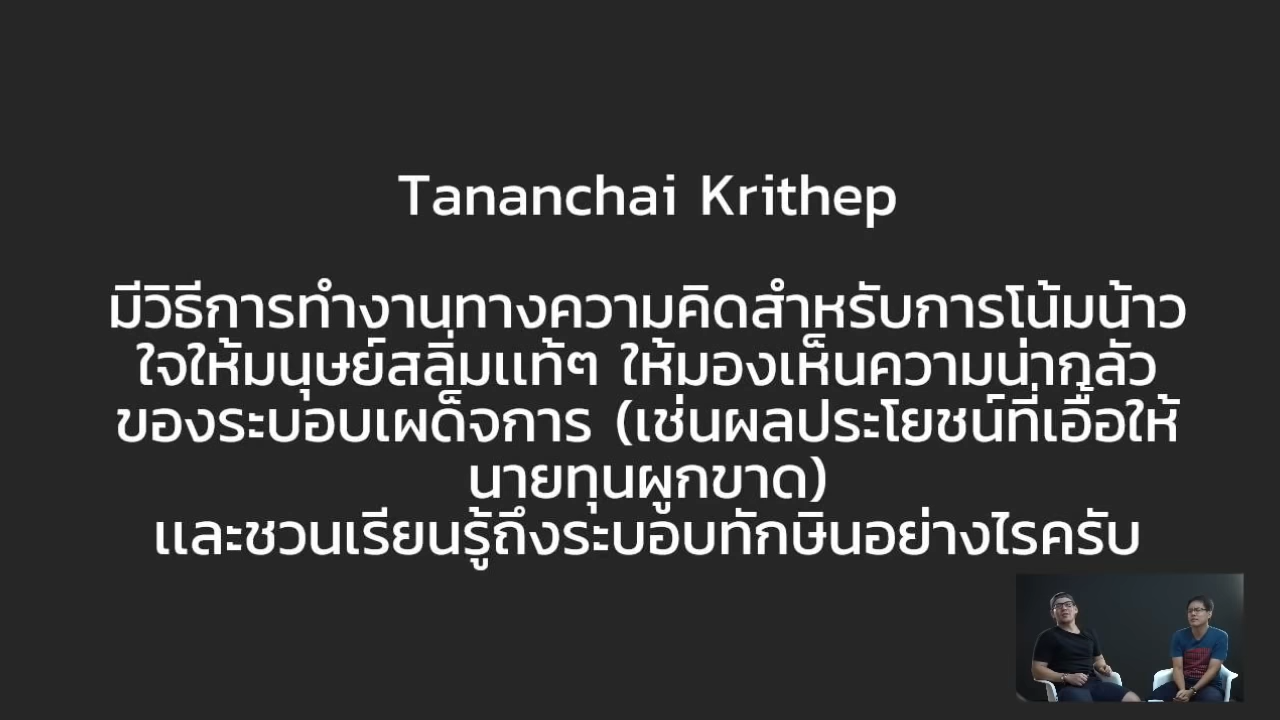 Tananchai Krithep
มีวิธีการทำงานทางความคิดสำหรับการโน้มน้าว
ใจให้มนุษย์สลิ่มแท้ๆ ให้มองเห็นความน่ากลัว
ของระบอบเผด็จการ (เช่นผลประโยชน์ที่เอื้อให้
นายทุนผูกขาด)
และชวนเรียนรู้ถึงระบอบทักษิณอย่างไรครับ